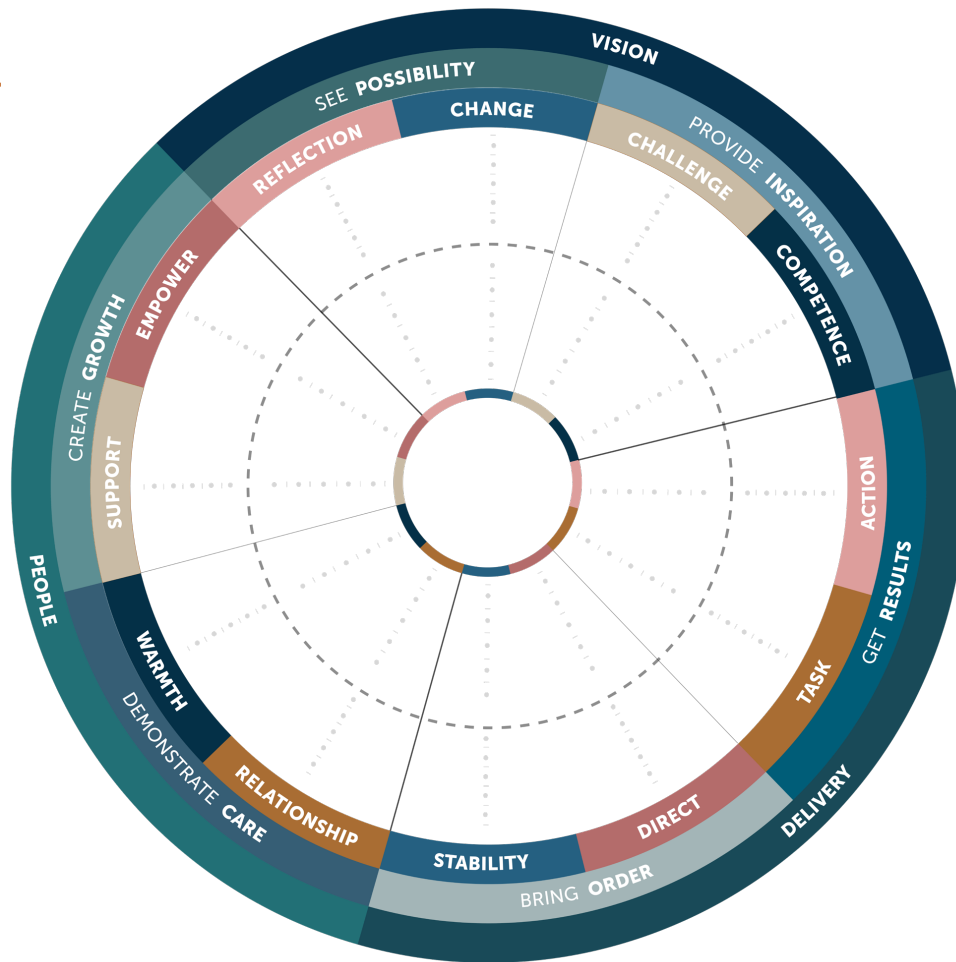 VISION
SEE POSSIBILITY
PROVIDE INSPIRATION
REFLECTION
CHANGE
CHALLENGE
COMPETENCE
DELIVERY
GET RESULTS
BRING ORDER
ACTION
TASK
DIRECT
STABILITY
PEOPLE
DEMONSTRATE CARE
CREATE GROWTH
RELATIONSHIP
WARMTH
SUPPORT
EMPOWER